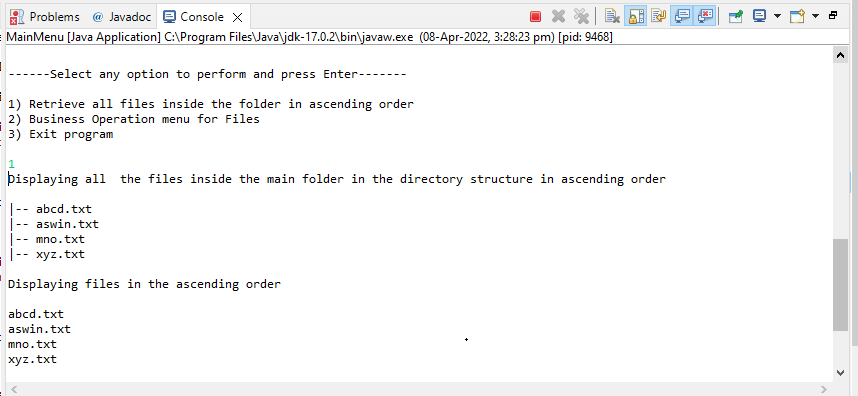 Problems @ Javadoc Console
MainMenu [Java Application] C:\Program Files\Java\jdk-17.0.2\bin\javaw.exe (08-Apr-2022, 3:28:23 pm) [pid: 9468]
------Select any option to perform and press Enter-------
1) Retrieve all files inside the folder in ascending order
2) Business Operation menu for Files
3) Exit program
1
Displaying all  the files inside the main folder in the directory structure in ascending order
|-- abcd.txt
|-- aswin.txt
|-- mno.txt
|-- xyz.txt
Displaying files in the ascending order
abcd.txt
aswin.txt
mno.txt
xyz.txt